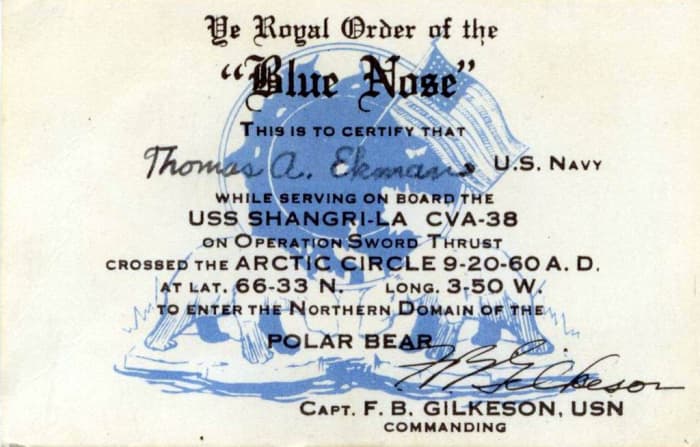 Ye Royal Order of the
"Blue Nose"
THIS IS TO CERTIFY THAT
Thomas A. Ekman U.S. NAVY
WHILE SERVING ON BOARD THE
USS SHANGRI-LA CVA-38
ON OPERATION SWORD THRUST
CROSSED THE ARCTIC CIRCLE 9-20-60 A. D.
AT LAT. 66-33 N. LONG. 3-50 W.
TO ENTER THE NORTHERN DOMAIN OF THE
POLAR BEAR
F B Gilkeson
CAPT. F. B. GILKESON, USN
COMMANDING